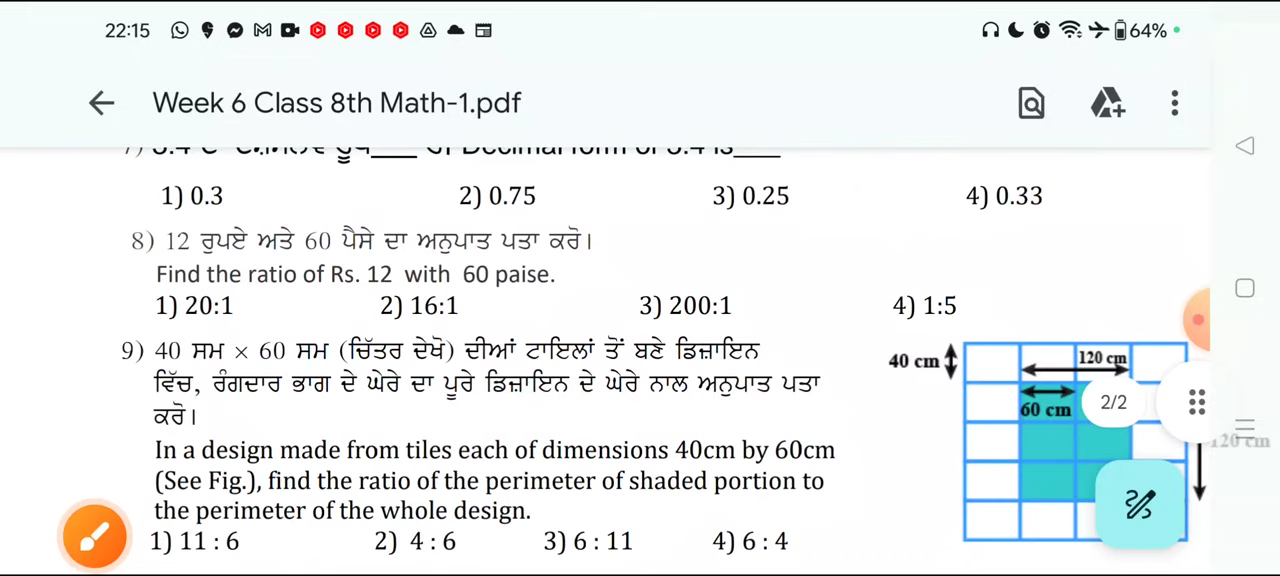 22:15
64%
Week 6 Class 8th Math-1.pdf
1) 0.3 2) 0.75 3) 0.25 4) 0.33
8) 12 ਰੁਪਏ ਅਤੇ 60 ਪੈਸੇ ਦਾ ਅਨੁਪਾਤ ਪਤਾ ਕਰੋ।
Find the ratio of Rs. 12 with 60 paise.
1) 20:1 2) 16:1 3) 200:1 4) 1:5
9) 40 ਸਮ × 60 ਸਮ (ਚਿੱਤਰ ਦੇਖੋ) ਦੀਆਂ ਟਾਇਲਾਂ ਤੋਂ ਬਣੇ ਡਿਜ਼ਾਇਨ
ਵਿੱਚ, ਰੰਗਦਾਰ ਭਾਗ ਦੇ ਘੇਰੇ ਦਾ ਪੂਰੇ ਡਿਜ਼ਾਇਨ ਦੇ ਘੇਰੇ ਨਾਲ ਅਨੁਪਾਤ ਪਤਾ
ਕਰੋ।
In a design made from tiles each of dimensions 40cm by 60cm
(See Fig.), find the ratio of the perimeter of shaded portion to
the perimeter of the whole design.
1) 11 : 6 2) 4 : 6 3) 6 : 11 4) 6 : 4
40 cm
120 cm
60 cm
2/2
120 cm